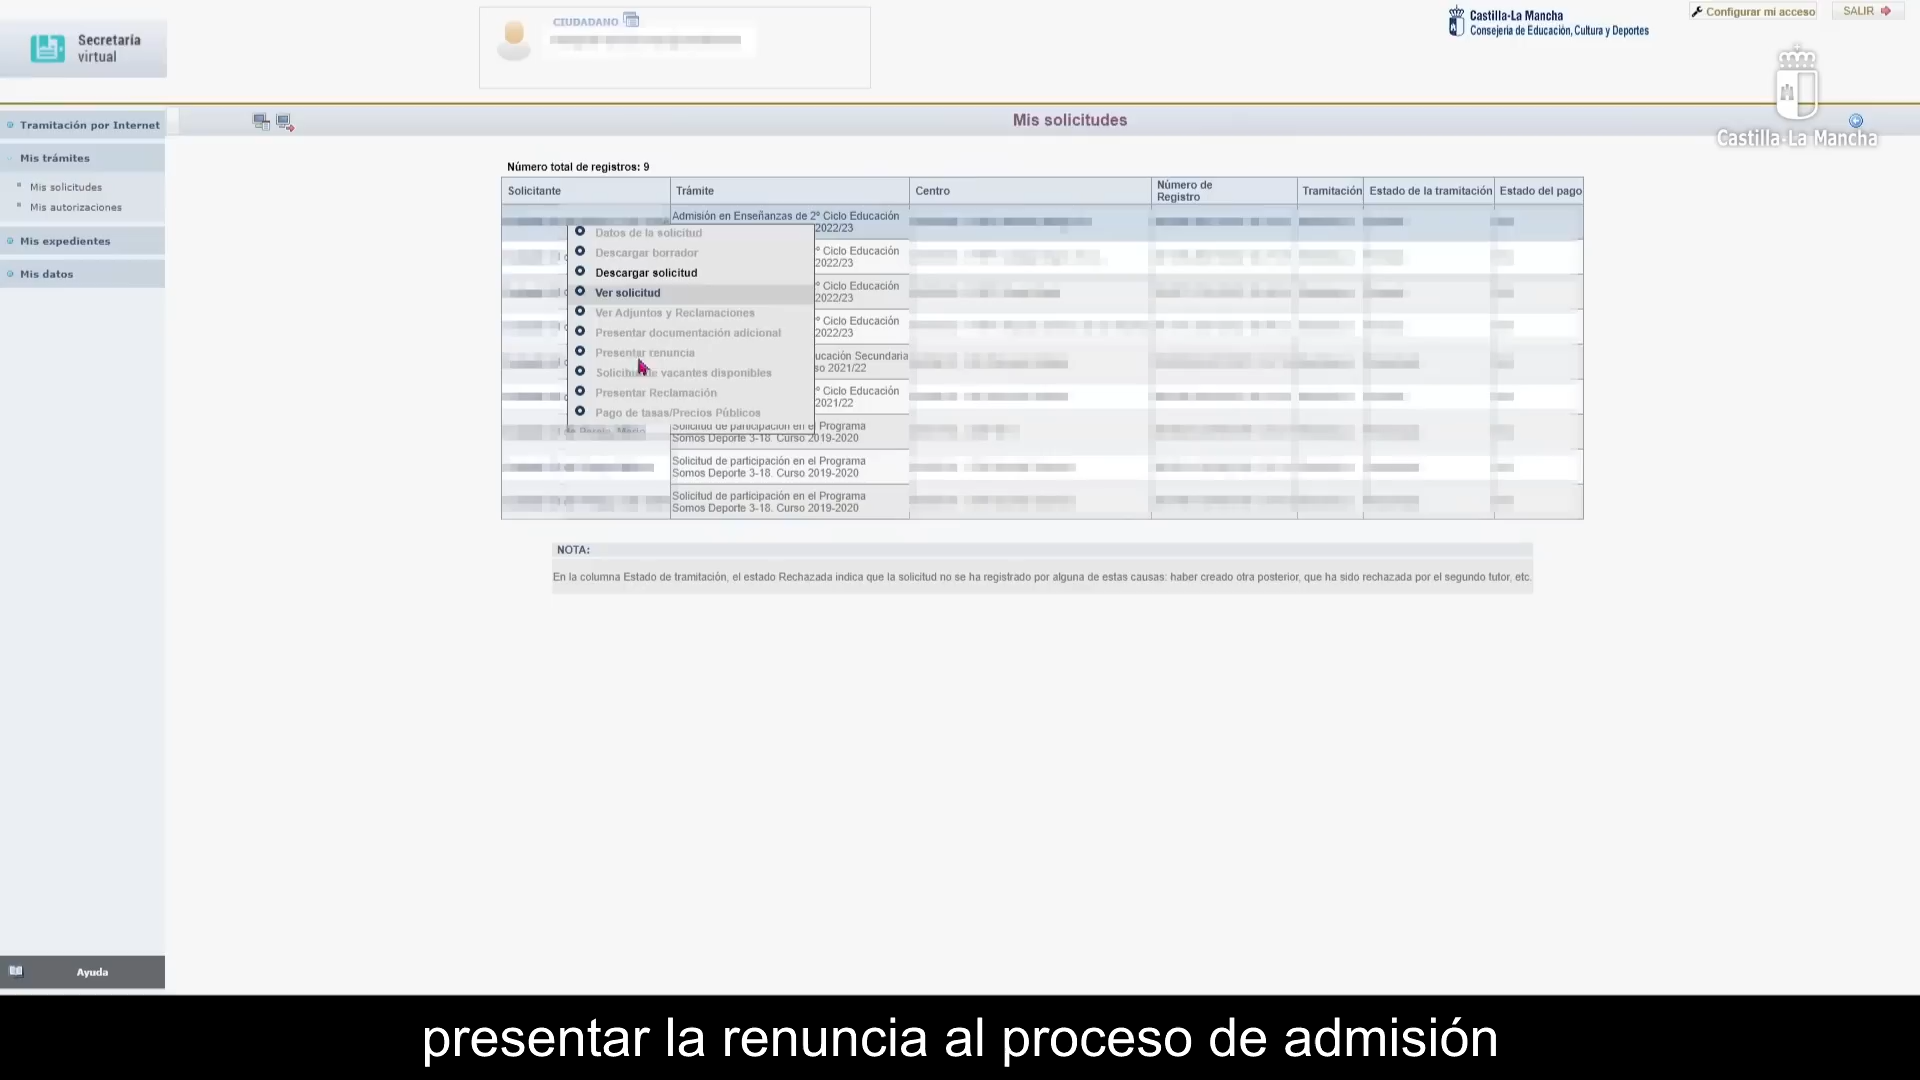 Secretaría
virtual
CIUDADANO
Castilla-La Mancha
Consejería de Educación, Cultura y Deportes
Configurar mi acceso
SALIR
Castilla-La Mancha
Tramitación por Internet
Mis trámites
Mis solicitudes
Mis autorizaciones
Mis expedientes
Mis datos
Ayuda
Mis solicitudes
Número total de registros: 9
Solicitante
Trámite
Centro
Número de
Registro
Tramitación
Estado de la tramitación
Estado del pago
Admisión en Enseñanzas de 2º Ciclo Educación
2022/23
º Ciclo Educación
2022/23
º Ciclo Educación
2022/23
º Ciclo Educación
2022/23
ucación Secundaria
so 2021/22
º Ciclo Educación
2021/22
Solicitud de participación en el Programa
Somos Deporte 3-18. Curso 2019-2020
Solicitud de participación en el Programa
Somos Deporte 3-18. Curso 2019-2020
Solicitud de participación en el Programa
Somos Deporte 3-18. Curso 2019-2020
Datos de la solicitud
Descargar borrador
Descargar solicitud
Ver solicitud
Ver Adjuntos y Reclamaciones
Presentar documentación adicional
Presentar renuncia
Solicitud de vacantes disponibles
Presentar Reclamación
Pago de tasas/Precios Públicos
NOTA:
En la columna Estado de tramitación, el estado Rechazada indica que la solicitud no se ha registrado por alguna de estas causas: haber creado otra posterior, que ha sido rechazada por el segundo tutor, etc.
presentar la renuncia al proceso de admisión